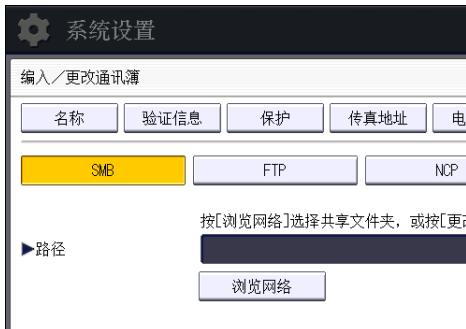 系统设置
编入／更改通讯簿
名称 验证信息 保护 传真地址 电
SMB FTP NCP
按[浏览网络]选择共享文件夹，或按[更改
▶路径
浏览网络